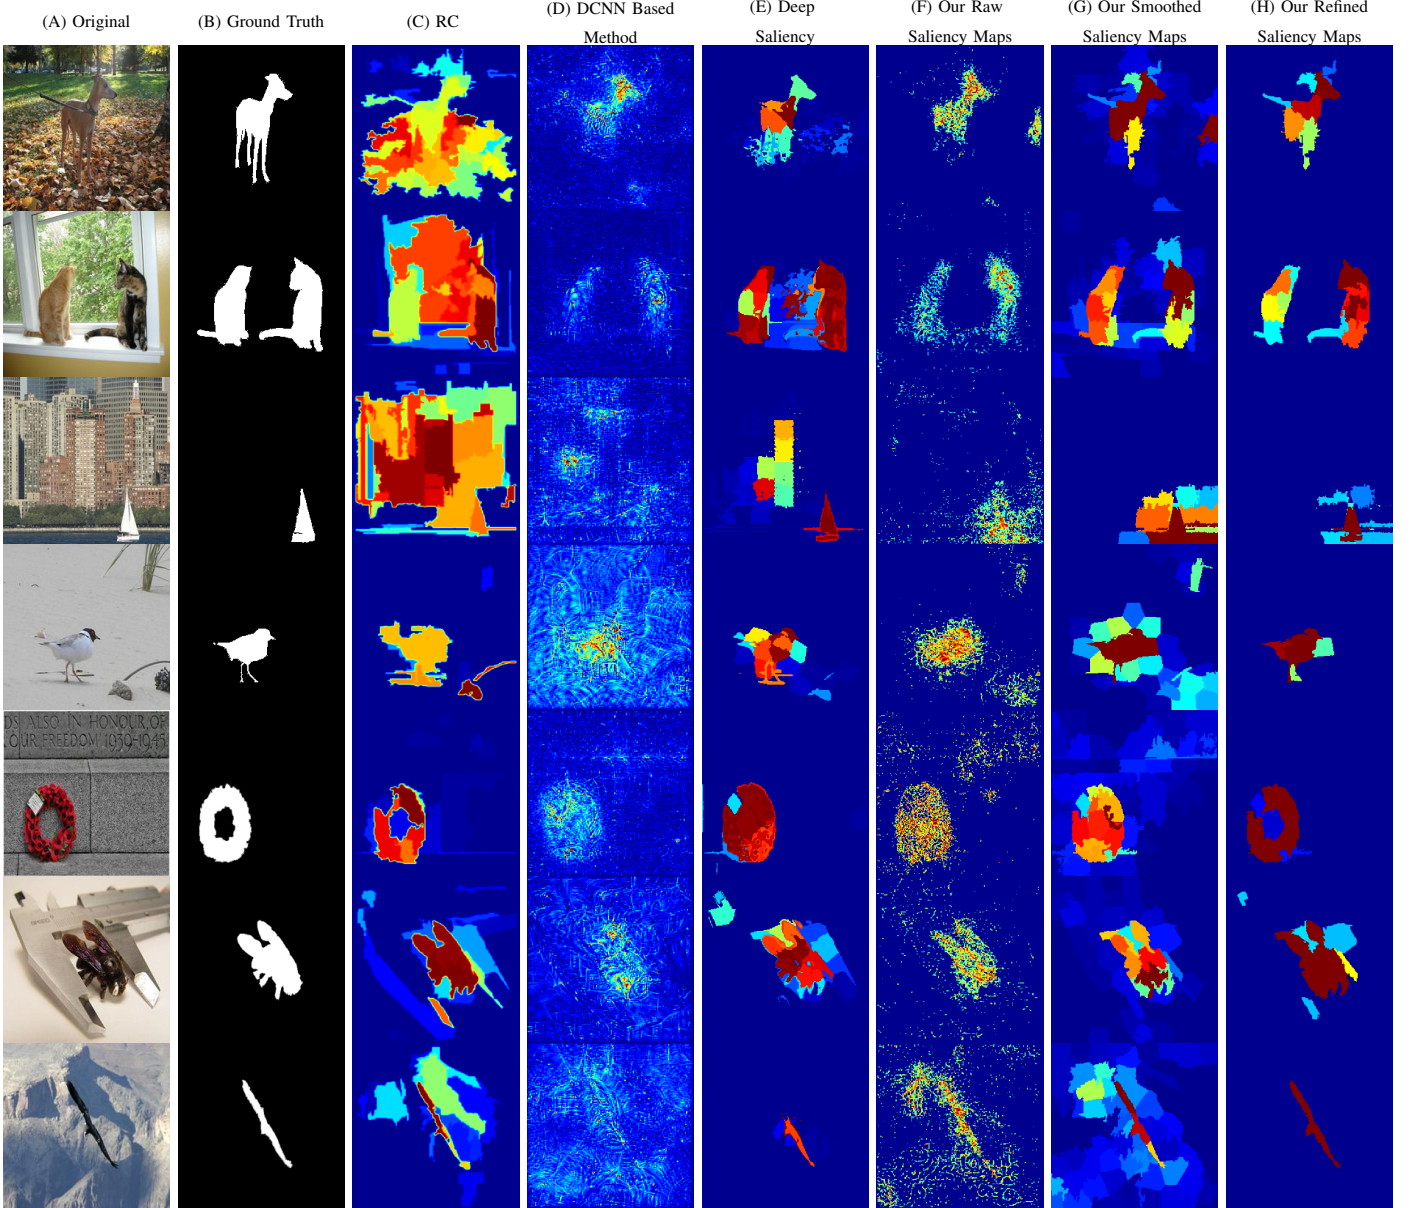 (A) Original
(B) Ground Truth
(C) RC
(D) DCNN Based
Method
(E) Deep
Saliency
(F) Our Raw
Saliency Maps
(G) Our Smoothed
Saliency Maps
(H) Our Refined
Saliency Maps
DS ALSO IN HONOUR OF
OUR FREEDOM 1939-1945